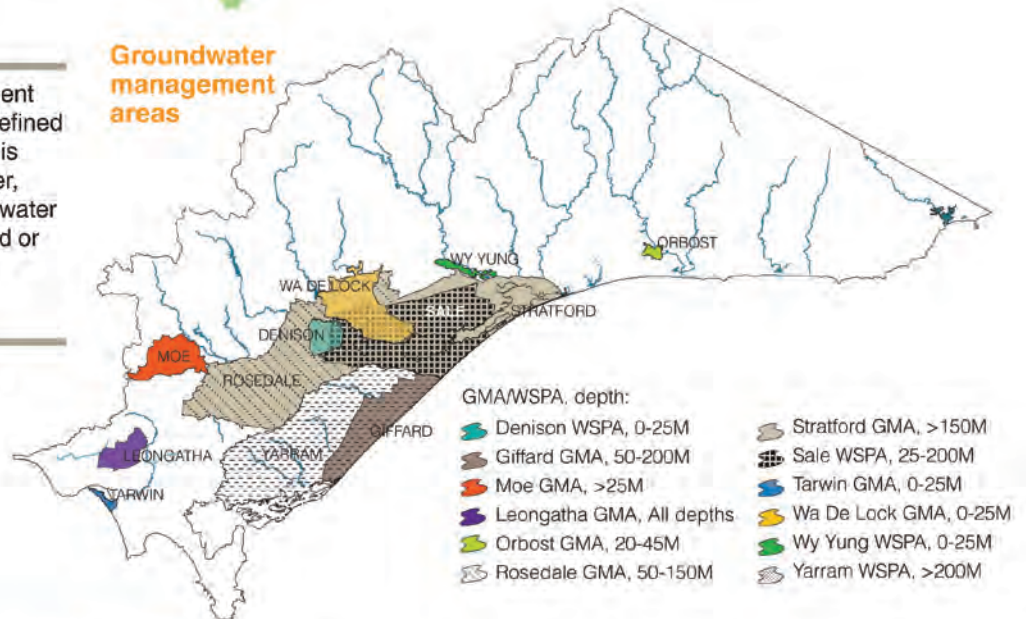 ent
efined
is
er,
water
d or
Groundwater
management
areas
ORBOST
WY YUNG
WA DE LOCK
SALE
STRATFORD
DENISON
MOE
ROSEDALE
GIFFARD
LEONGATHA
YARRAM
TARWIN
GMA/WSPA, depth:
Denison WSPA, 0-25M
Giffard GMA, 50-200M
Moe GMA, >25M
Leongatha GMA, All depths
Orbost GMA, 20-45M
Rosedale GMA, 50-150M
Stratford GMA, >150M
Sale WSPA, 25-200M
Tarwin GMA, 0-25M
Wa De Lock GMA, 0-25M
Wy Yung WSPA, 0-25M
Yarram WSPA, >200M